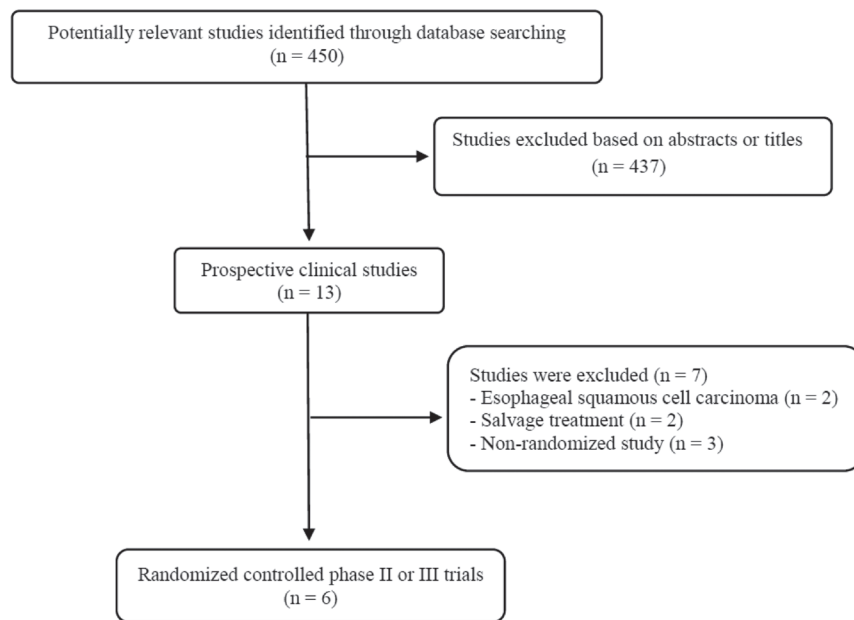 Potentially relevant studies identified through database searching
(n = 450)
Studies excluded based on abstracts or titles
(n = 437)
Prospective clinical studies
(n = 13)
Studies were excluded (n = 7)
- Esophageal squamous cell carcinoma (n = 2)
- Salvage treatment (n = 2)
- Non-randomized study (n = 3)
Randomized controlled phase II or III trials
(n = 6)